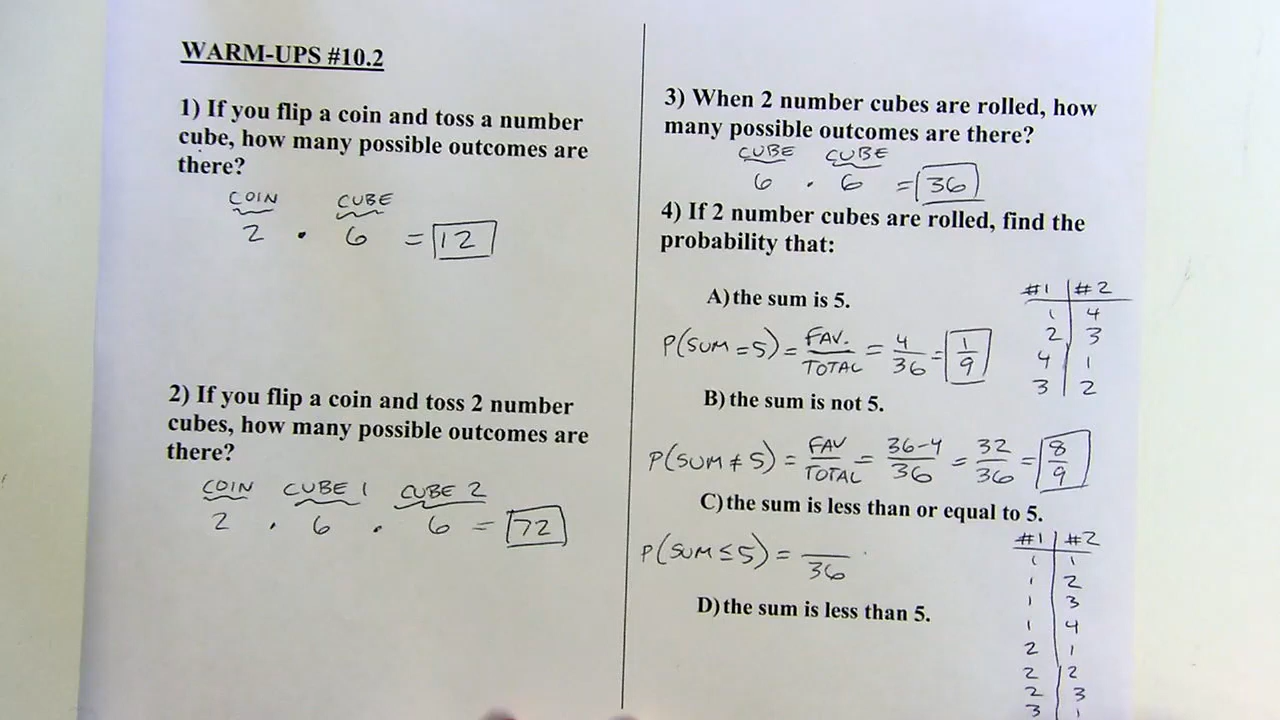 WARM-UPS #10.2
1) If you flip a coin and toss a number
cube, how many possible outcomes are
there?
COIN CUBE
2 · 6 = 12
2) If you flip a coin and toss 2 number
cubes, how many possible outcomes are
there?
COIN CUBE 1 CUBE 2
2 · 6 · 6 = 72
3) When 2 number cubes are rolled, how
many possible outcomes are there?
CUBE CUBE
6 · 6 = 36
4) If 2 number cubes are rolled, find the
probability that:
A) the sum is 5.
P(SUM = 5) = FAV./TOTAL = 4/36 = 1/9
#1 #2
1 4
2 3
4 1
3 2
B) the sum is not 5.
P(SUM ≠ 5) = FAV/TOTAL = 36-4/36 = 32/36 = 8/9
C) the sum is less than or equal to 5.
P(SUM ≤ 5) = /36
#1 #2
1 1
1 2
1 3
1 4
2 1
2 2
2 3
3 1
D) the sum is less than 5.